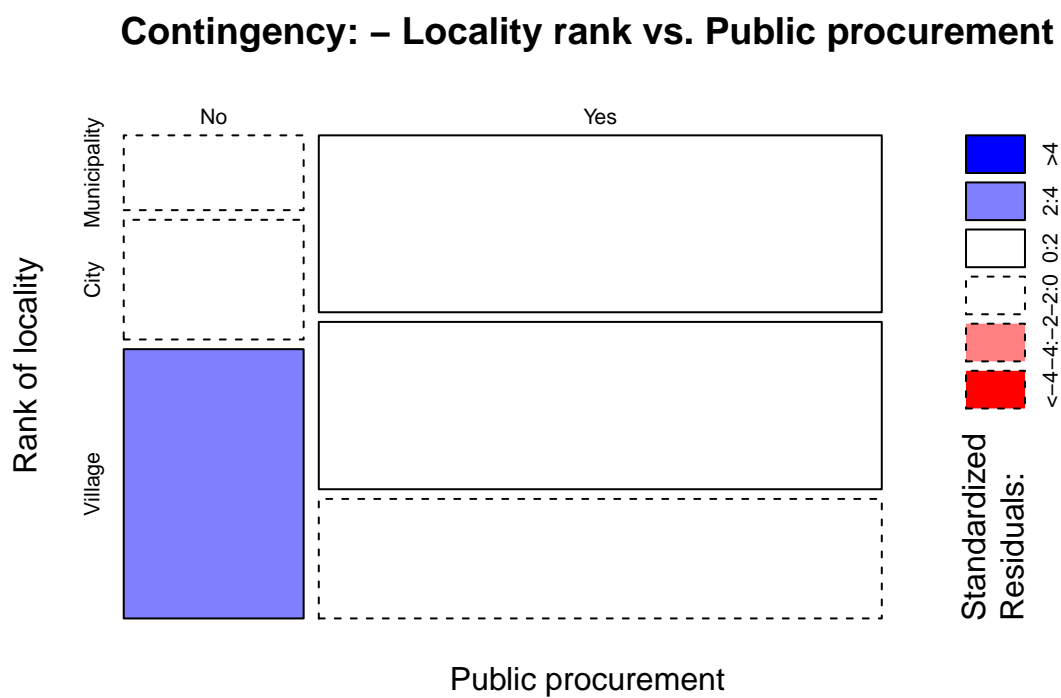 Contingency: – Locality rank vs. Public procurement
No
Yes
Municipality
City
Village
Rank of locality
Public procurement
Standardized
Residuals:
<−4
−4:−2
−2:0
0:2
2:4
>4